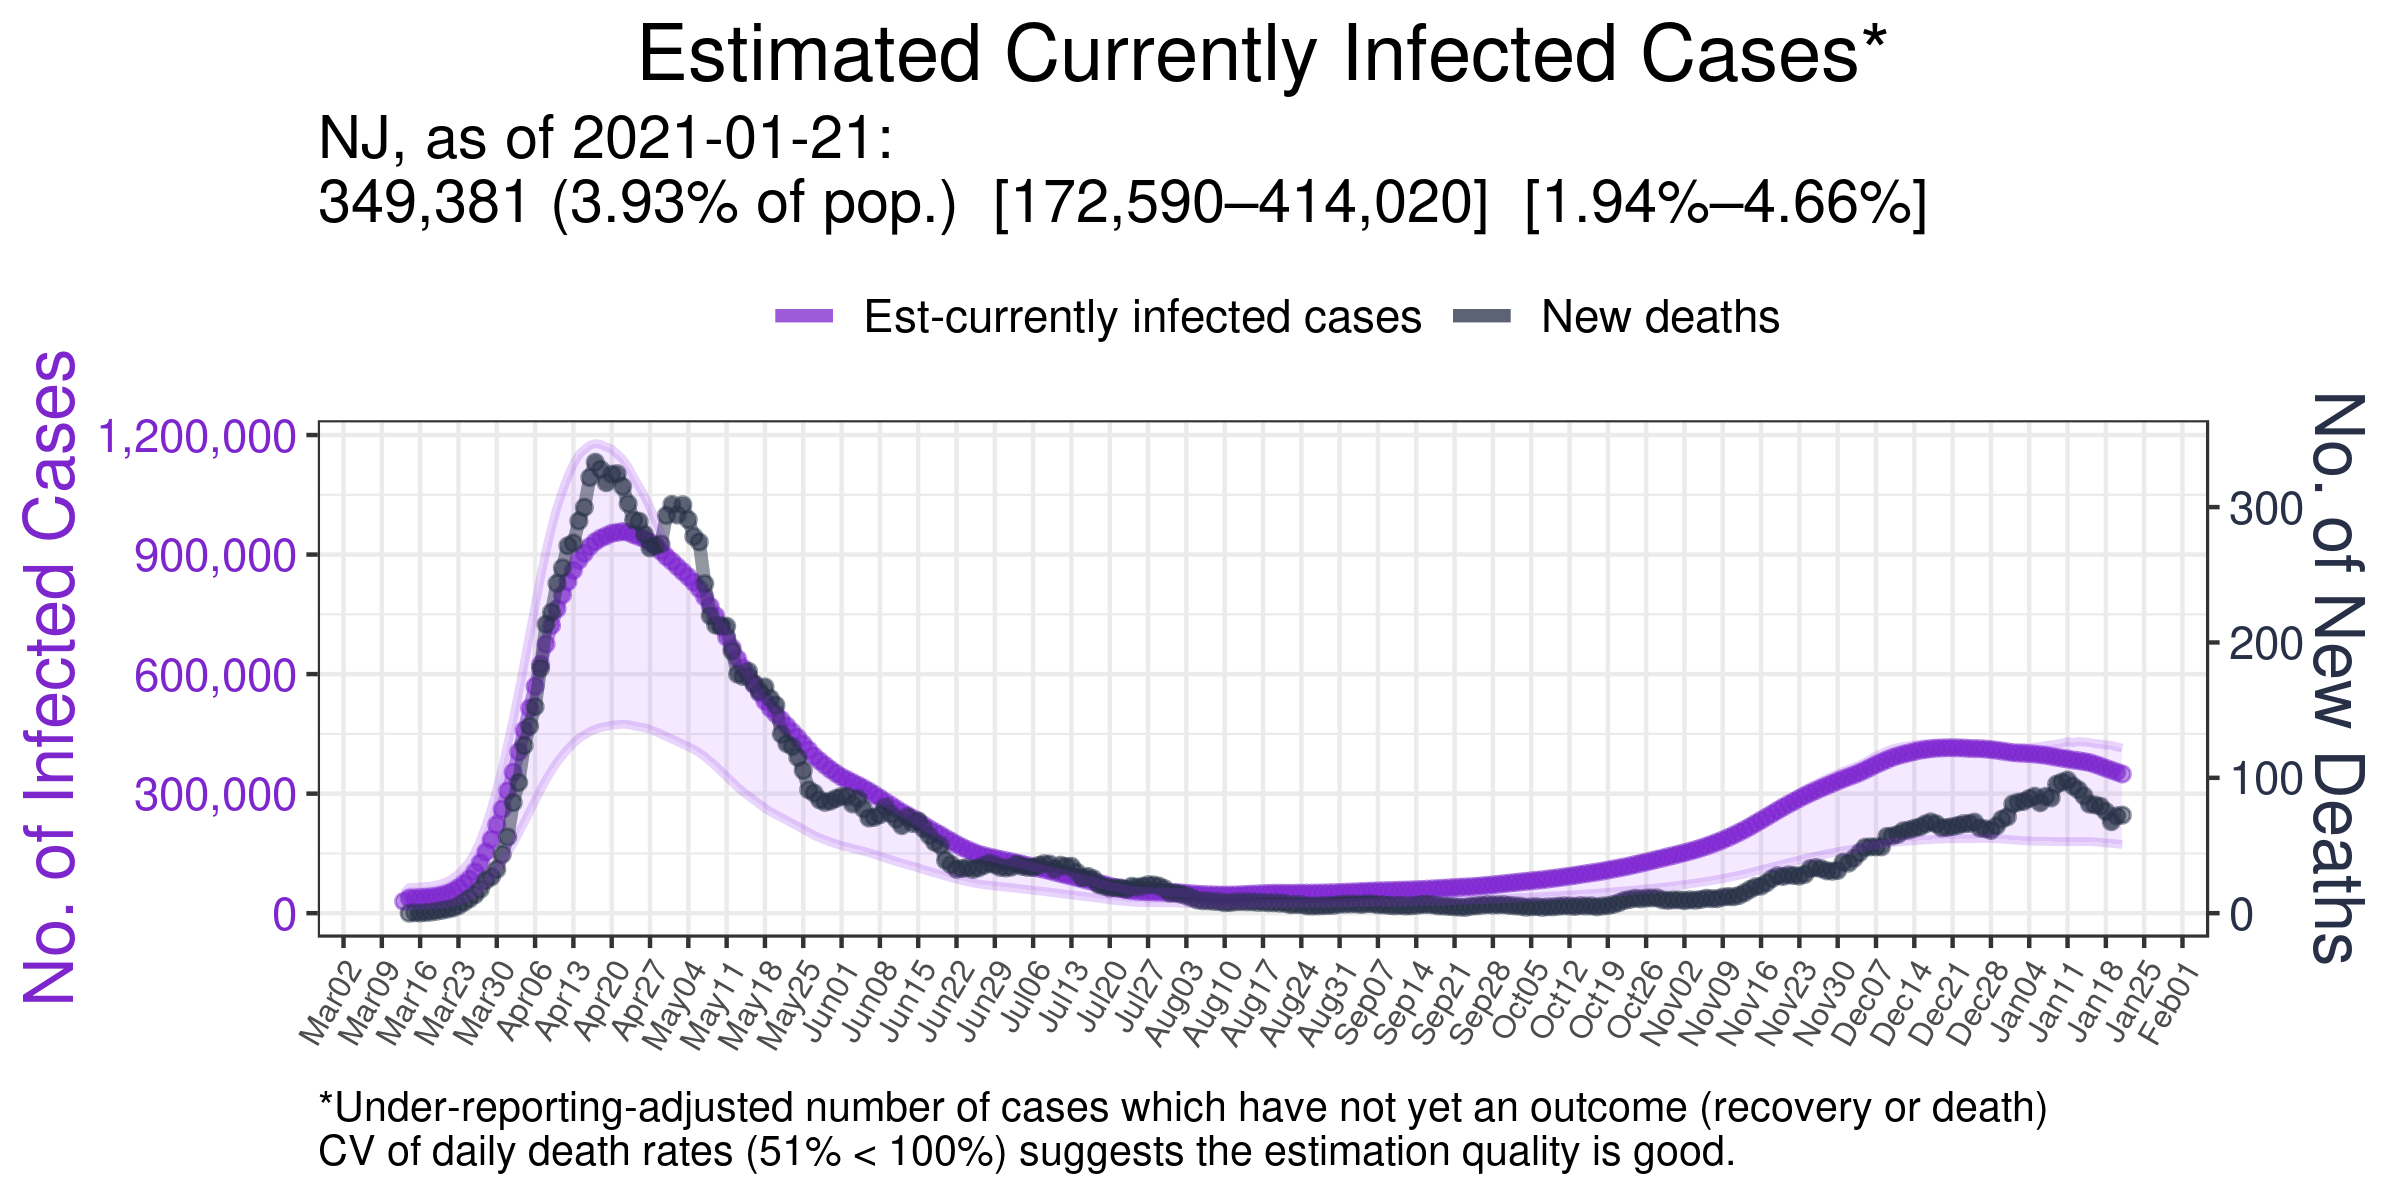 Estimated Currently Infected Cases*
NJ, as of 2021-01-21:
349,381 (3.93% of pop.) [172,590–414,020] [1.94%–4.66%]
Est-currently infected cases New deaths
No. of Infected Cases
1,200,000
900,000
600,000
300,000
0
300
200
100
0
No. of New Deaths
Mar02 Mar09 Mar16 Mar23 Mar30 Apr06 Apr13 Apr20 Apr27 May04 May11 May18 May25 Jun01 Jun08 Jun15 Jun22 Jun29 Jul06 Jul13 Jul20 Jul27 Aug03 Aug10 Aug17 Aug24 Aug31 Sep07 Sep14 Sep21 Sep28 Oct05 Oct12 Oct19 Oct26 Nov02 Nov09 Nov16 Nov23 Nov30 Dec07 Dec14 Dec21 Dec28 Jan04 Jan11 Jan18 Jan25 Feb01
*Under-reporting-adjusted number of cases which have not yet an outcome (recovery or death)
CV of daily death rates (51% < 100%) suggests the estimation quality is good.